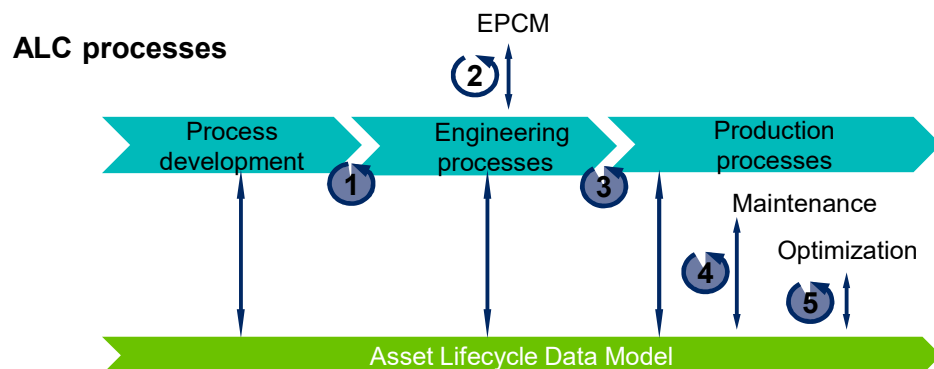 ALC processes
EPCM
2
Process
development
Engineering
processes
Production
processes
1
3
Maintenance
4
Optimization
5
Asset Lifecycle Data Model